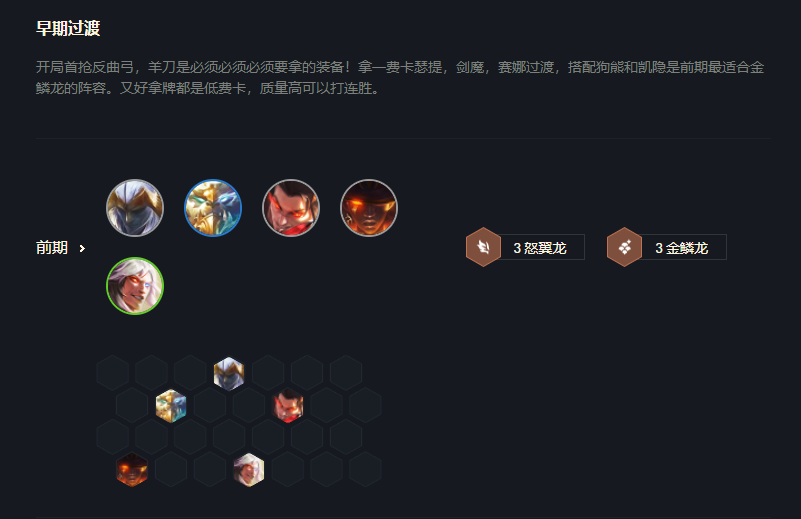 早期过渡
开局首抢反曲弓，羊刀是必须必须必须要拿的装备！拿一费卡瑟提，剑魔，赛娜过渡，搭配狗熊和凯隐是前期最适合金
鳞龙的阵容。又好拿牌都是低费卡，质量高可以打连胜。
前期
3 怒翼龙
3 金鳞龙